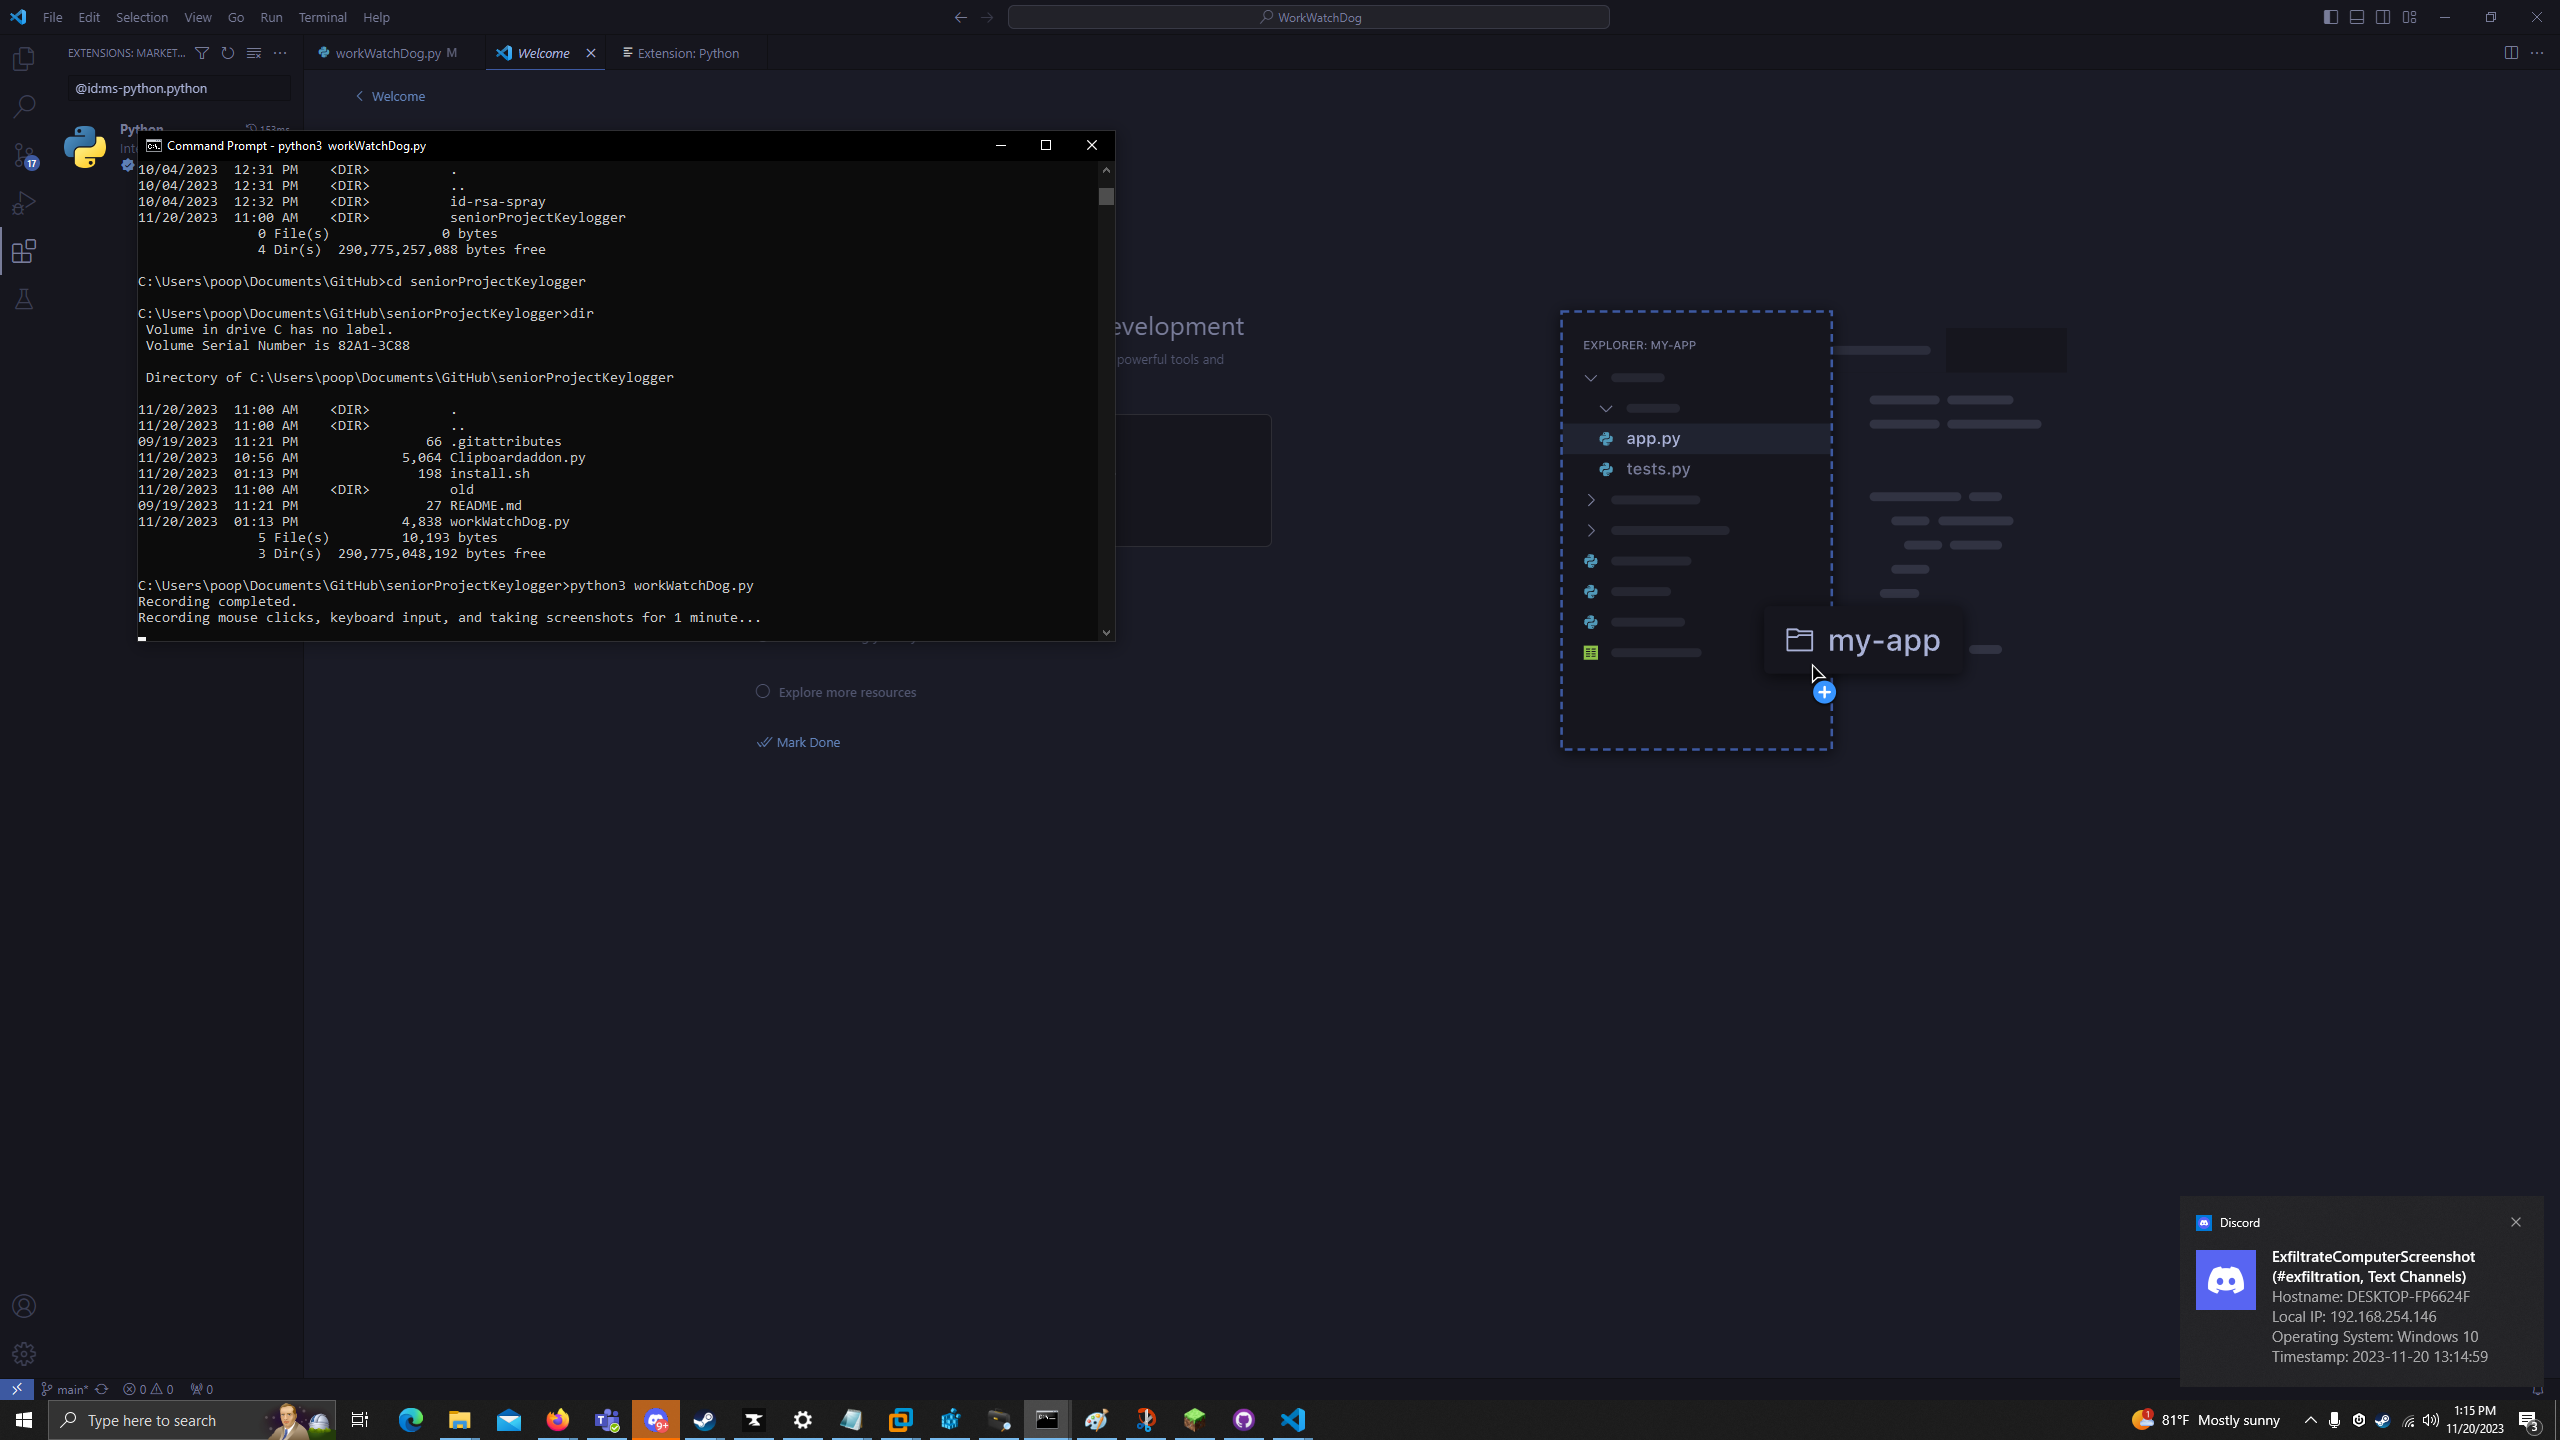 File Edit Selection View Go Run Terminal Help
WorkWatchDog
EXTENSIONS: MARKET...
workWatchDog.py M
Welcome
Extension: Python
@id:ms-python.python
Welcome
Python 153ms
17
Command Prompt - python3 workWatchDog.py
10/04/2023 12:31 PM <DIR> .
10/04/2023 12:31 PM <DIR> ..
10/04/2023 12:32 PM <DIR> id-rsa-spray
11/20/2023 11:00 AM <DIR> seniorProjectKeylogger
0 File(s) 0 bytes
4 Dir(s) 290,775,257,088 bytes free
C:\Users\poop\Documents\GitHub>cd seniorProjectKeylogger
C:\Users\poop\Documents\GitHub\seniorProjectKeylogger>dir
Volume in drive C has no label.
Volume Serial Number is 82A1-3C88
Directory of C:\Users\poop\Documents\GitHub\seniorProjectKeylogger
11/20/2023 11:00 AM <DIR> .
11/20/2023 11:00 AM <DIR> ..
09/19/2023 11:21 PM 66 .gitattributes
11/20/2023 10:56 AM 5,064 Clipboardaddon.py
11/20/2023 01:13 PM 198 install.sh
11/20/2023 11:00 AM <DIR> old
09/19/2023 11:21 PM 27 README.md
11/20/2023 01:13 PM 4,838 workWatchDog.py
5 File(s) 10,193 bytes
3 Dir(s) 290,775,048,192 bytes free
C:\Users\poop\Documents\GitHub\seniorProjectKeylogger>python3 workWatchDog.py
Recording completed.
Recording mouse clicks, keyboard input, and taking screenshots for 1 minute...
evelopment
powerful tools and
Explore more resources
Mark Done
EXPLORER: MY-APP
app.py
tests.py
my-app
Discord
ExfiltrateComputerScreenshot
(#exfiltration, Text Channels)
Hostname: DESKTOP-FP6624F
Local IP: 192.168.254.146
Operating System: Windows 10
Timestamp: 2023-11-20 13:14:59
main* 0 0 0
Type here to search
9+
1
81°F Mostly sunny
1:15 PM
11/20/2023
3